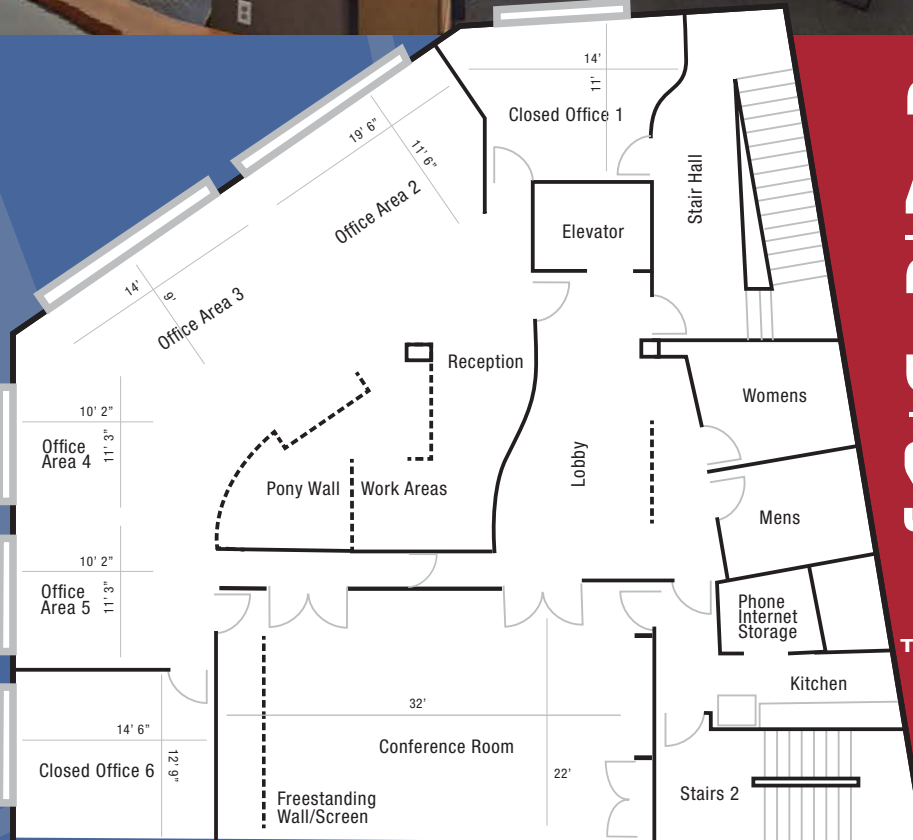 14'
11'
Closed Office 1
19' 6"
11' 6"
Office Area 2
Stair Hall
Elevator
14'
9'
Office Area 3
Reception
Womens
10' 2"
11' 3"
Office
Area 4
Lobby
Pony Wall
Work Areas
Mens
10' 2"
11' 3"
Office
Area 5
Phone
Internet
Storage
Kitchen
32'
14' 6"
12' 9"
Conference Room
Closed Office 6
22'
Freestanding
Wall/Screen
Stairs 2